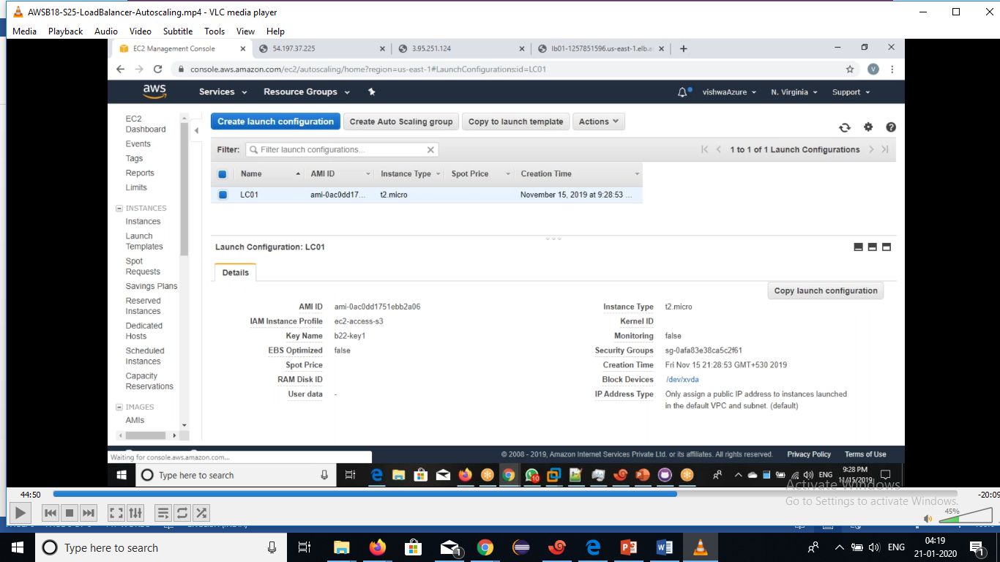 AWSB18-S25-LoadBalancer-Autoscaling.mp4 - VLC media player
Media Playback Audio Video Subtitle Tools View Help
EC2 Management Console
54.197.37.225
3.95.251.124
lb01-1257851596.us-east-1.elb.a
console.aws.amazon.com/ec2/autoscaling/home?region=us-east-1#LaunchConfigurations:id=LC01
V
aws
Services Resource Groups
vishwaAzure N. Virginia Support
EC2
Dashboard
Events
Tags
Reports
Limits
INSTANCES
Instances
Launch
Templates
Spot
Requests
Savings Plans
Reserved
Instances
Dedicated
Hosts
Scheduled
Instances
Capacity
Reservations
IMAGES
AMIs
Create launch configuration Create Auto Scaling group Copy to launch template Actions
Filter: Filter launch configurations...
1 to 1 of 1 Launch Configurations
Name AMI ID Instance Type Spot Price Creation Time
LC01 ami-0ac0dd17... t2.micro November 15, 2019 at 9:28:53 ...
Launch Configuration: LC01
Details
Copy launch configuration
AMI ID ami-0ac0dd1751ebb2a06
IAM Instance Profile ec2-access-s3
Key Name b22-key1
EBS Optimized false
Spot Price
RAM Disk ID
User data -
Instance Type t2.micro
Kernel ID
Monitoring false
Security Groups sg-0afa83e38ca5c2f61
Creation Time Fri Nov 15 21:28:53 GMT+530 2019
Block Devices /dev/xvda
IP Address Type Only assign a public IP address to instances launched
in the default VPC and subnet. (default)
Waiting for console.aws.amazon.com...
© 2008 - 2019, Amazon Internet Services Private Ltd. or its affiliates. All rights reserved. Privacy Policy Terms of Use
Type here to search
10
ENG
9:28 PM
11/15/2019
Activate Windows
Go to Settings to activate Windows.
44:50
-20:09
45%
Type here to search
1
ENG
04:19
21-01-2020
1